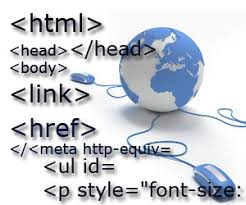 <html>
<head></head>
<body>
<link>
<href>
</<meta http-equiv=
<ul id=
<p style="font-size: